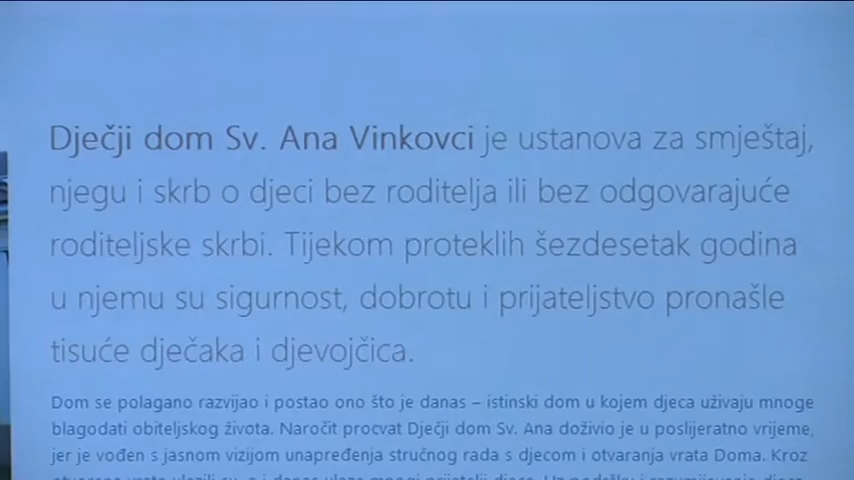 Dječji dom Sv. Ana Vinkovci je ustanova za smještaj,
njegu i skrb o djeci bez roditelja ili bez odgovarajuće
roditeljske skrbi. Tijekom proteklih šezdesetak godina
u njemu su sigurnost, dobrotu i prijateljstvo pronašle
tisuće dječaka i djevojčica.
Dom se polagano razvijao i postao ono što je danas – istinski dom u kojem djeca uživaju mnoge
blagodati obiteljskog života. Naročit procvat Dječji dom Sv. Ana doživio je u poslijeratno vrijeme,
jer je vođen s jasnom vizijom unapređenja stručnog rada s djecom i otvaranja vrata Doma. Kroz